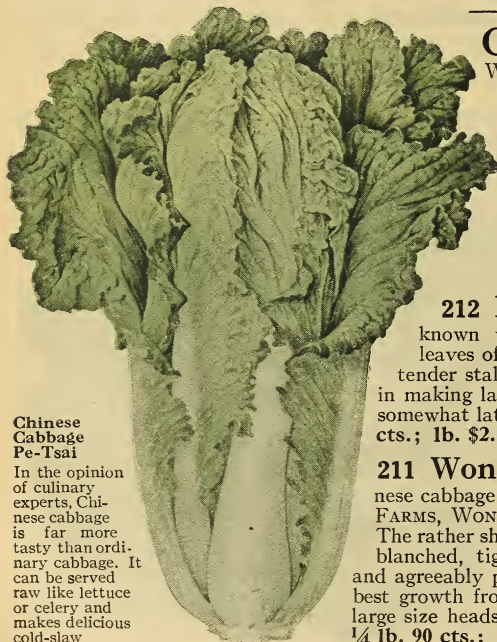 Chinese
Cabbage
Pe-Tsai
In the opinion
of culinary
experts, Chi-
nese cabbage
is far more
tasty than ordi-
nary cabbage. It
can be served
raw like lettuce
or celery and
makes delicious
cold-slaw
C
W
212
known
leaves of
tender stal
in making la
somewhat lat
cts.; lb. $2.
211 Won
nese cabbage
FARMS, WON
The rather sh
blanched, tig
and agreeably p
best growth fro
large size heads
¼ lb. 90 cts.;